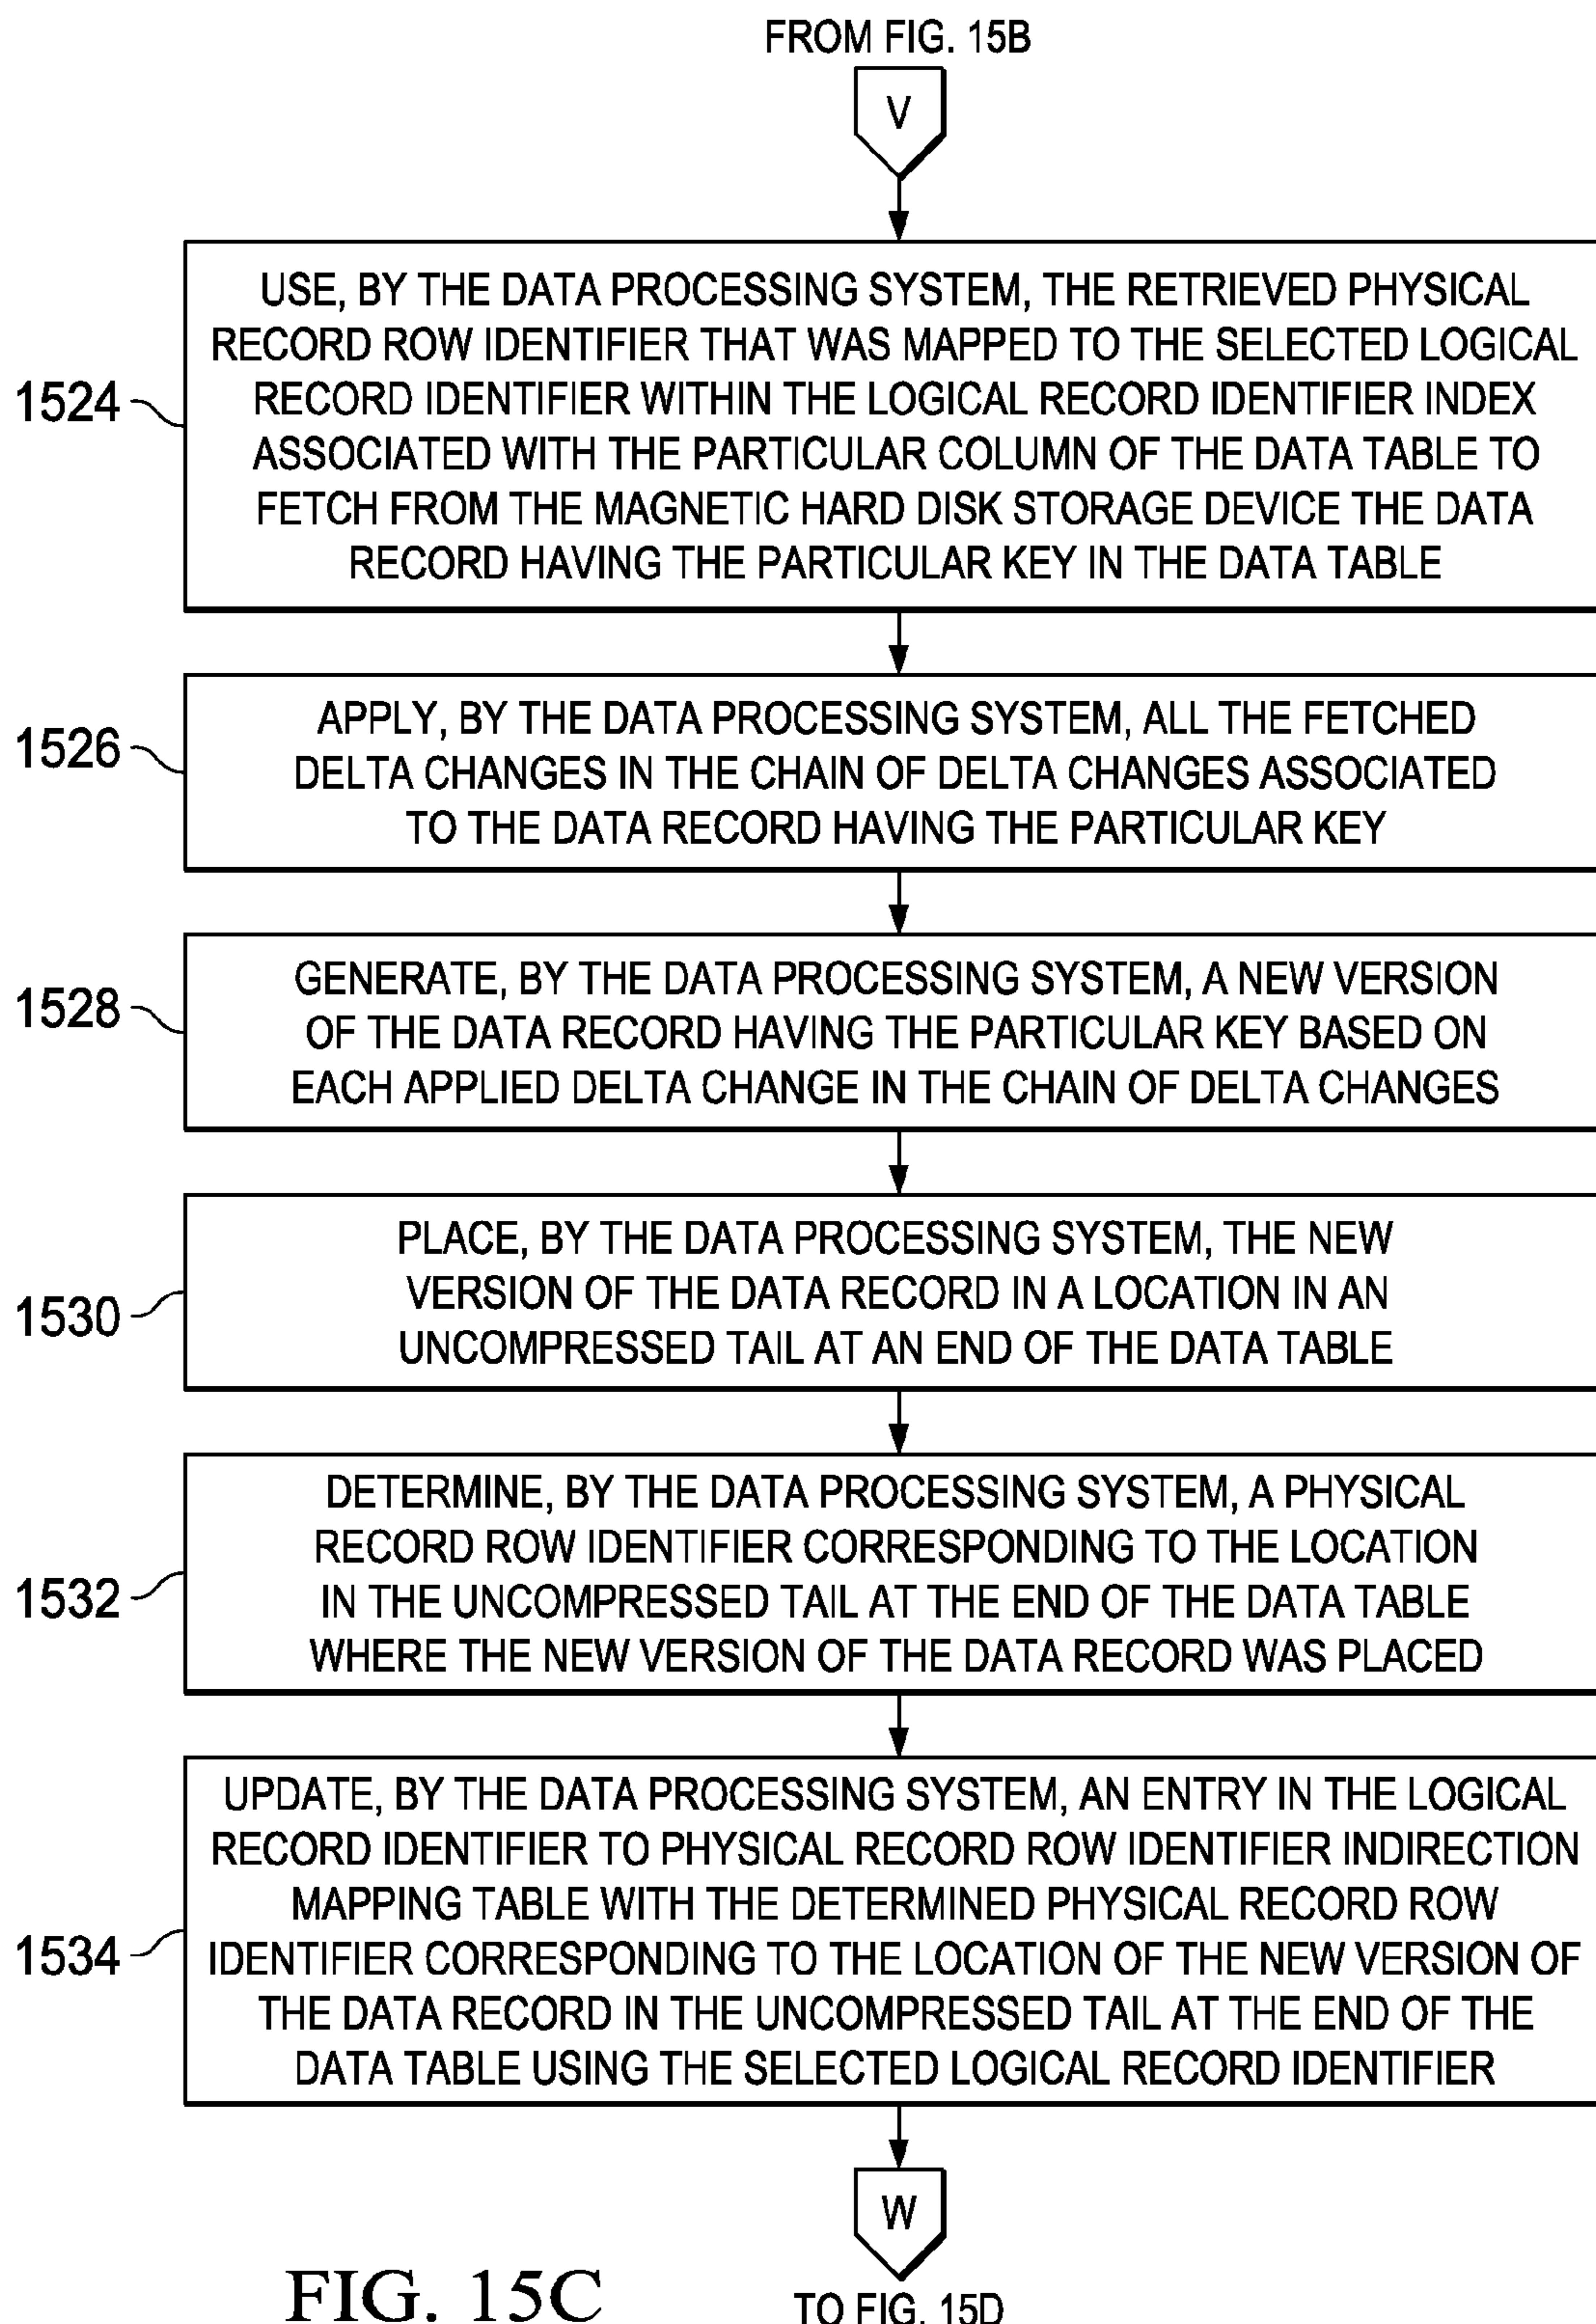 FROM FIG. 15B
V
1524
USE, BY THE DATA PROCESSING SYSTEM, THE RETRIEVED PHYSICAL
RECORD ROW IDENTIFIER THAT WAS MAPPED TO THE SELECTED LOGICAL
RECORD IDENTIFIER WITHIN THE LOGICAL RECORD IDENTIFIER INDEX
ASSOCIATED WITH THE PARTICULAR COLUMN OF THE DATA TABLE TO
FETCH FROM THE MAGNETIC HARD DISK STORAGE DEVICE THE DATA
RECORD HAVING THE PARTICULAR KEY IN THE DATA TABLE
1526
APPLY, BY THE DATA PROCESSING SYSTEM, ALL THE FETCHED
DELTA CHANGES IN THE CHAIN OF DELTA CHANGES ASSOCIATED
TO THE DATA RECORD HAVING THE PARTICULAR KEY
1528
GENERATE, BY THE DATA PROCESSING SYSTEM, A NEW VERSION
OF THE DATA RECORD HAVING THE PARTICULAR KEY BASED ON
EACH APPLIED DELTA CHANGE IN THE CHAIN OF DELTA CHANGES
1530
PLACE, BY THE DATA PROCESSING SYSTEM, THE NEW
VERSION OF THE DATA RECORD IN A LOCATION IN AN
UNCOMPRESSED TAIL AT AN END OF THE DATA TABLE
1532
DETERMINE, BY THE DATA PROCESSING SYSTEM, A PHYSICAL
RECORD ROW IDENTIFIER CORRESPONDING TO THE LOCATION
IN THE UNCOMPRESSED TAIL AT THE END OF THE DATA TABLE
WHERE THE NEW VERSION OF THE DATA RECORD WAS PLACED
1534
UPDATE, BY THE DATA PROCESSING SYSTEM, AN ENTRY IN THE LOGICAL
RECORD IDENTIFIER TO PHYSICAL RECORD ROW IDENTIFIER INDIRECTION
MAPPING TABLE WITH THE DETERMINED PHYSICAL RECORD ROW
IDENTIFIER CORRESPONDING TO THE LOCATION OF THE NEW VERSION OF
THE DATA RECORD IN THE UNCOMPRESSED TAIL AT THE END OF THE
DATA TABLE USING THE SELECTED LOGICAL RECORD IDENTIFIER
W
FIG. 15C
TO FIG. 15D